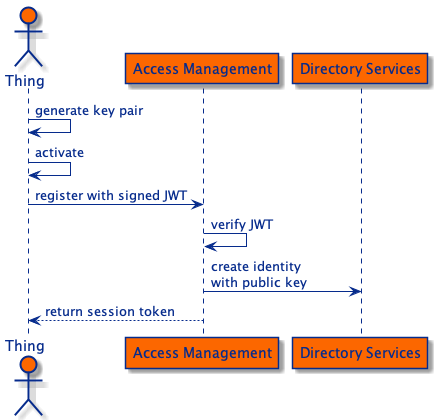 Thing
Access Management
Directory Services
generate key pair
activate
register with signed JWT
verify JWT
create identity
with public key
return session token
Thing
Access Management
Directory Services